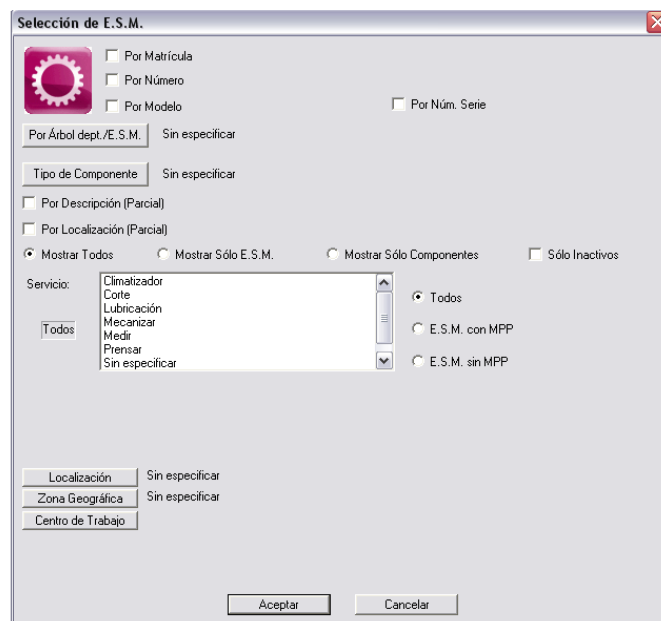 Selección de E.S.M.
Por Matrícula
Por Número
Por Modelo
Por Núm. Serie
Por Árbol dept./E.S.M.
Sin especificar
Tipo de Componente
Sin especificar
Por Descripción (Parcial)
Por Localización (Parcial)
Mostrar Todos
Mostrar Sólo E.S.M.
Mostrar Sólo Componentes
Sólo Inactivos
Servicio:
Todos
Climatizador
Corte
Lubricación
Mecanizar
Medir
Prensar
Sin especificar
Todos
E.S.M. con MPP
E.S.M. sin MPP
Localización
Sin especificar
Zona Geográfica
Sin especificar
Centro de Trabajo
Aceptar
Cancelar